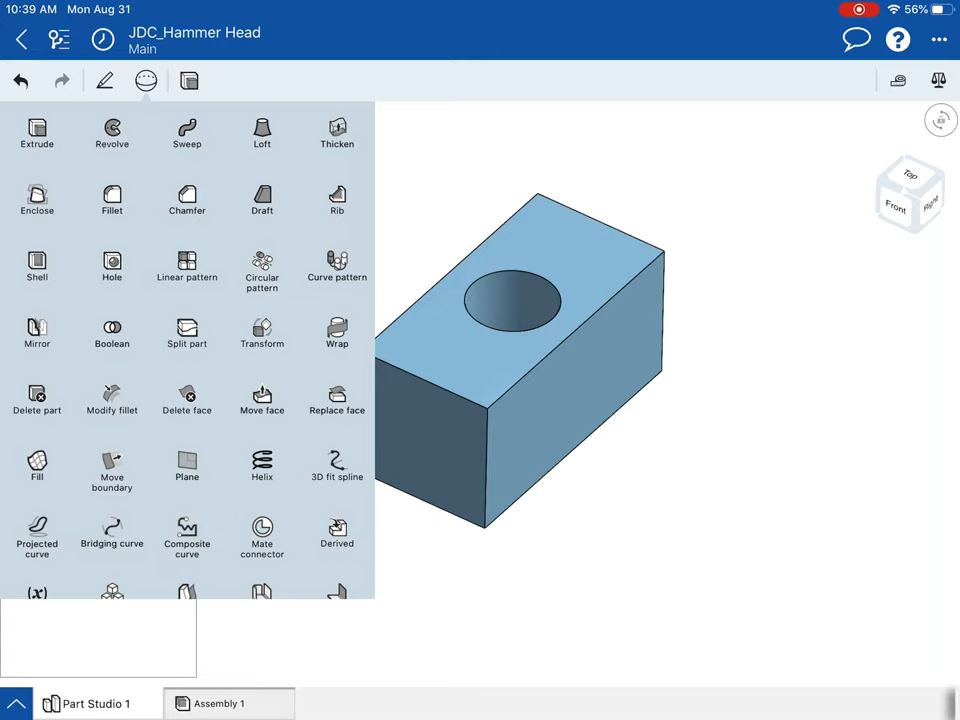 10:39 AM Mon Aug 31
56%
JDC_Hammer Head
Main
?
Extrude
Revolve
Sweep
Loft
Thicken
Enclose
Fillet
Chamfer
Draft
Rib
Shell
Hole
Linear pattern
Circular
pattern
Curve pattern
Mirror
Boolean
Split part
Transform
Wrap
Delete part
Modify fillet
Delete face
Move face
Replace face
Fill
Move
boundary
Plane
Helix
3D fit spline
Projected
curve
Bridging curve
Composite
curve
Mate
connector
Derived
(x)
Top
Front
Right
Part Studio 1
Assembly 1